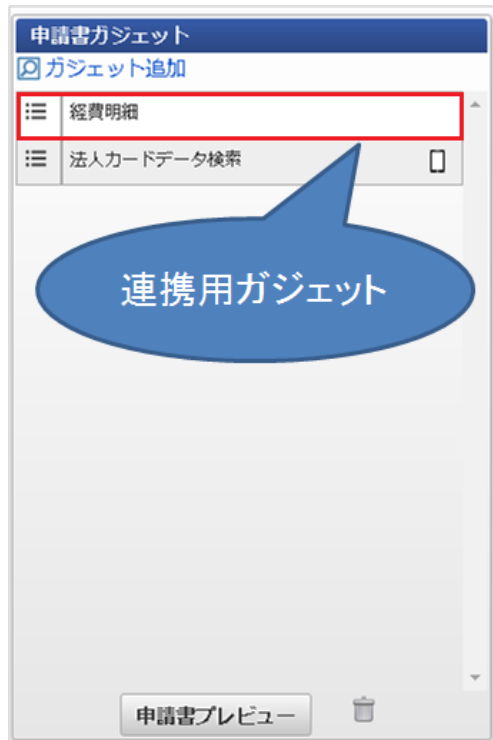 申請書ガジェット
ガジェット追加
経費明細
法人カードデータ検索
連携用ガジェット
申請書プレビュー